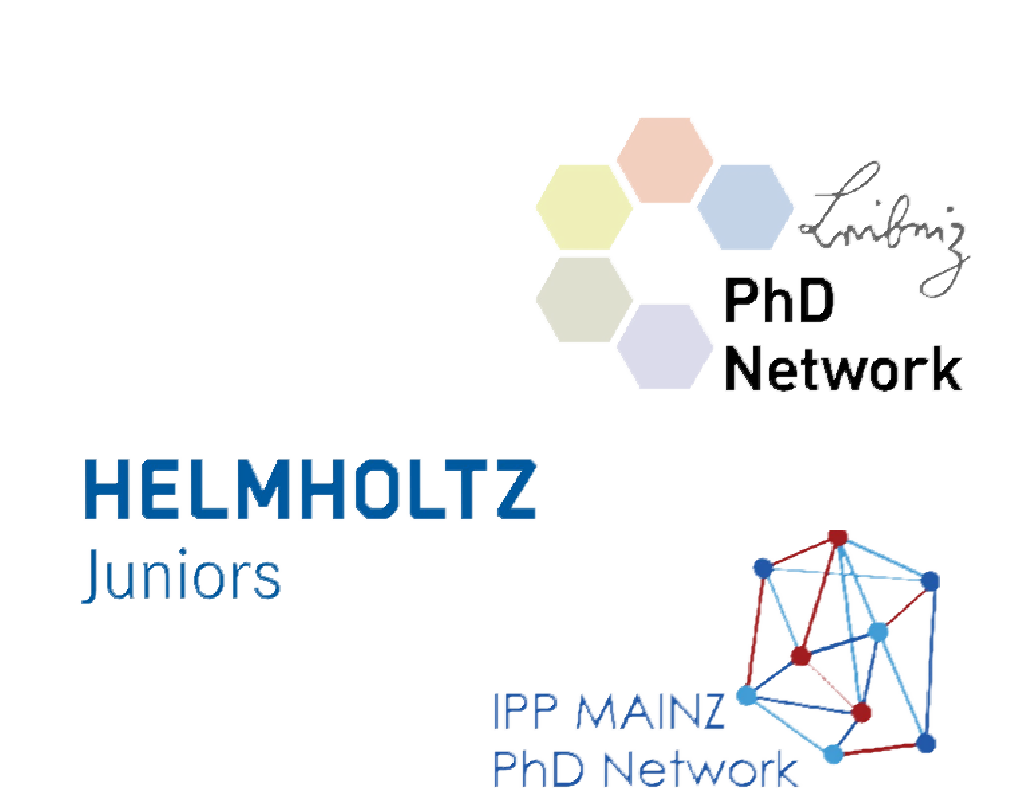 Leibniz
PhD
Network
HELMHOLTZ
Juniors
IPP MAINZ
PhD Network